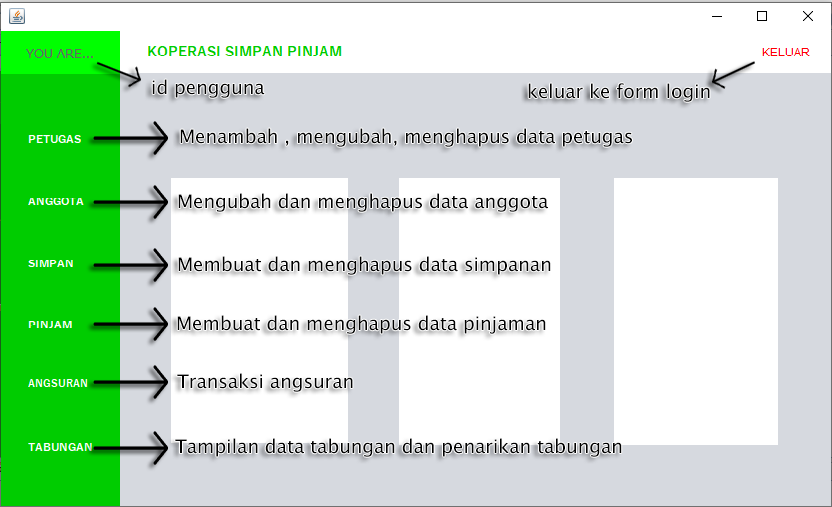 YOU ARE...
KOPERASI SIMPAN PINJAM
KELUAR
id pengguna
keluar ke form login
PETUGAS
Menambah , mengubah, menghapus data petugas
ANGGOTA
Mengubah dan menghapus data anggota
SIMPAN
Membuat dan menghapus data simpanan
PINJAM
Membuat dan menghapus data pinjaman
ANGSURAN
Transaksi angsuran
TABUNGAN
Tampilan data tabungan dan penarikan tabungan